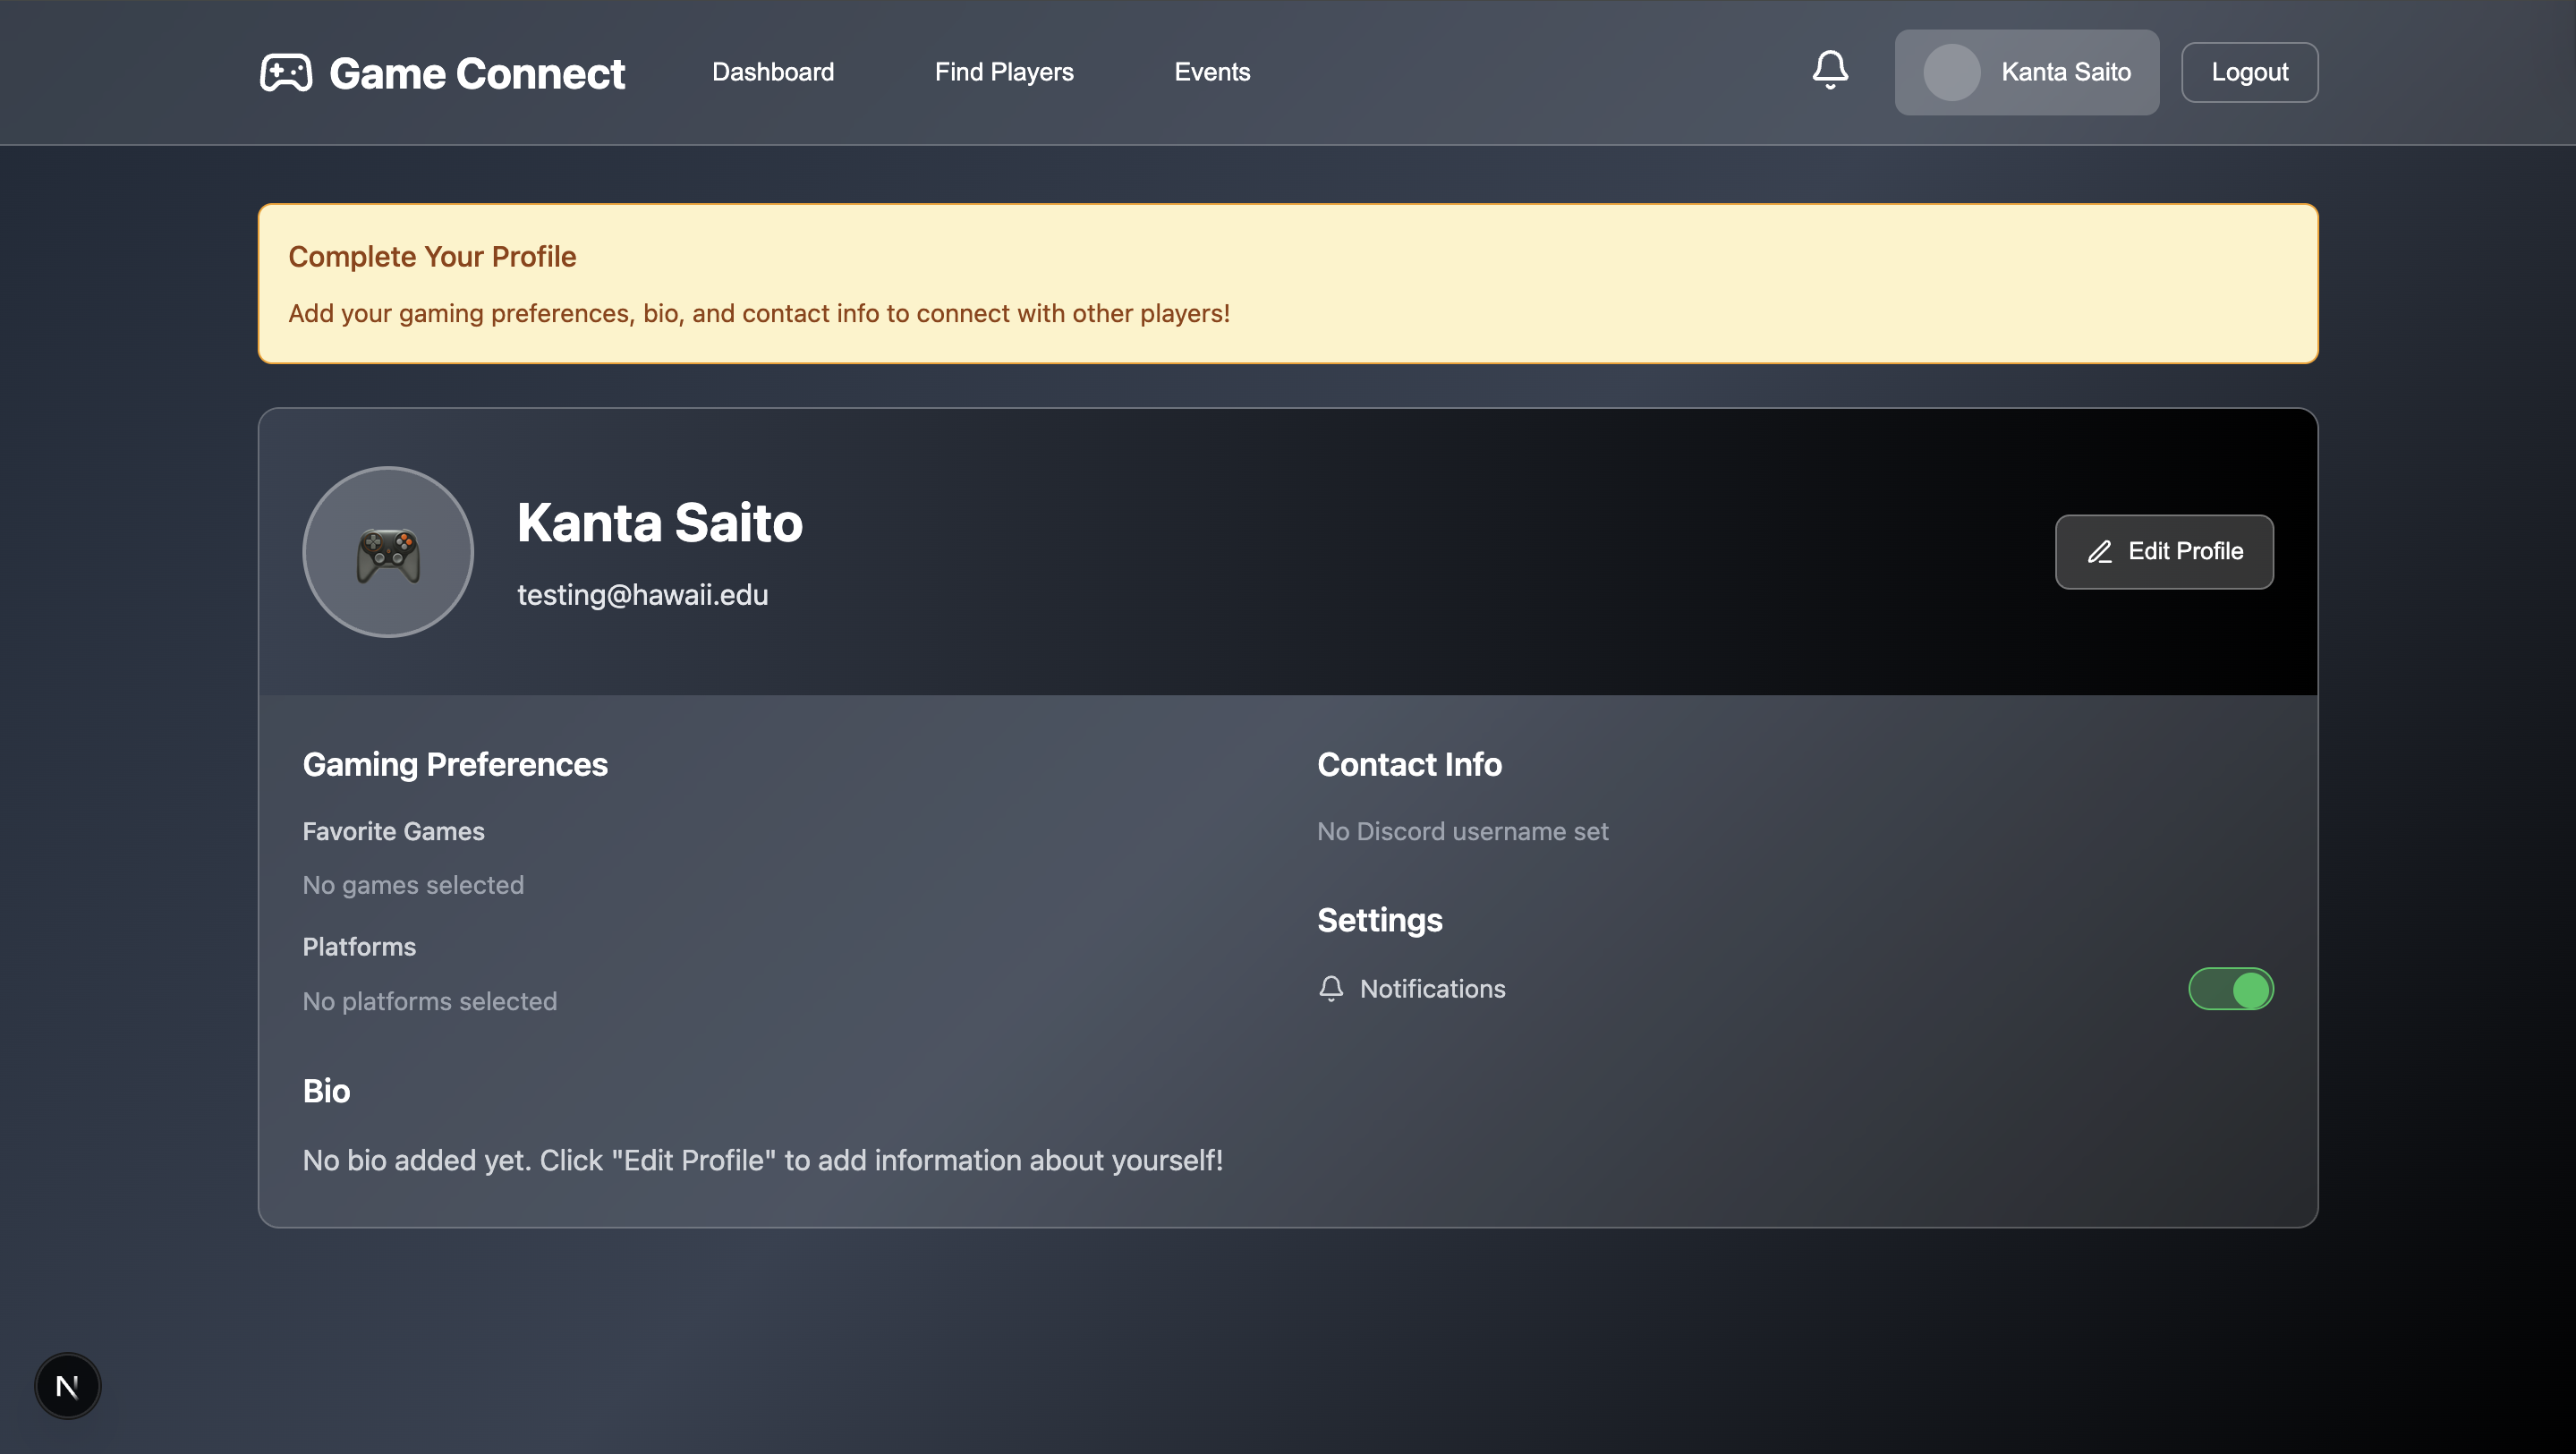 Game Connect
Dashboard
Find Players
Events
Kanta Saito
Logout
Complete Your Profile
Add your gaming preferences, bio, and contact info to connect with other players!
Kanta Saito
testing@hawaii.edu
Edit Profile
Gaming Preferences
Favorite Games
No games selected
Platforms
No platforms selected
Bio
No bio added yet. Click "Edit Profile" to add information about yourself!
Contact Info
No Discord username set
Settings
Notifications
N